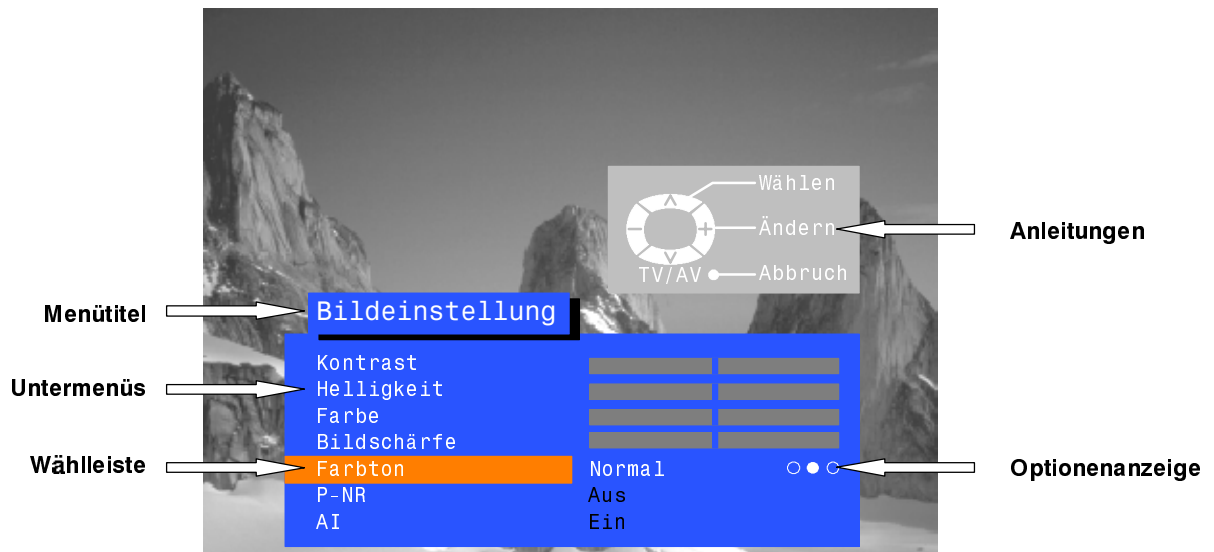 Wählen
Ändern
Anleitungen
TV/AV
Abbruch
Menütitel
Bildeinstellung
Kontrast
Untermenüs
Helligkeit
Farbe
Bildschärfe
Wählleiste
Farbton
Normal
Optionenanzeige
P-NR
Aus
AI
Ein